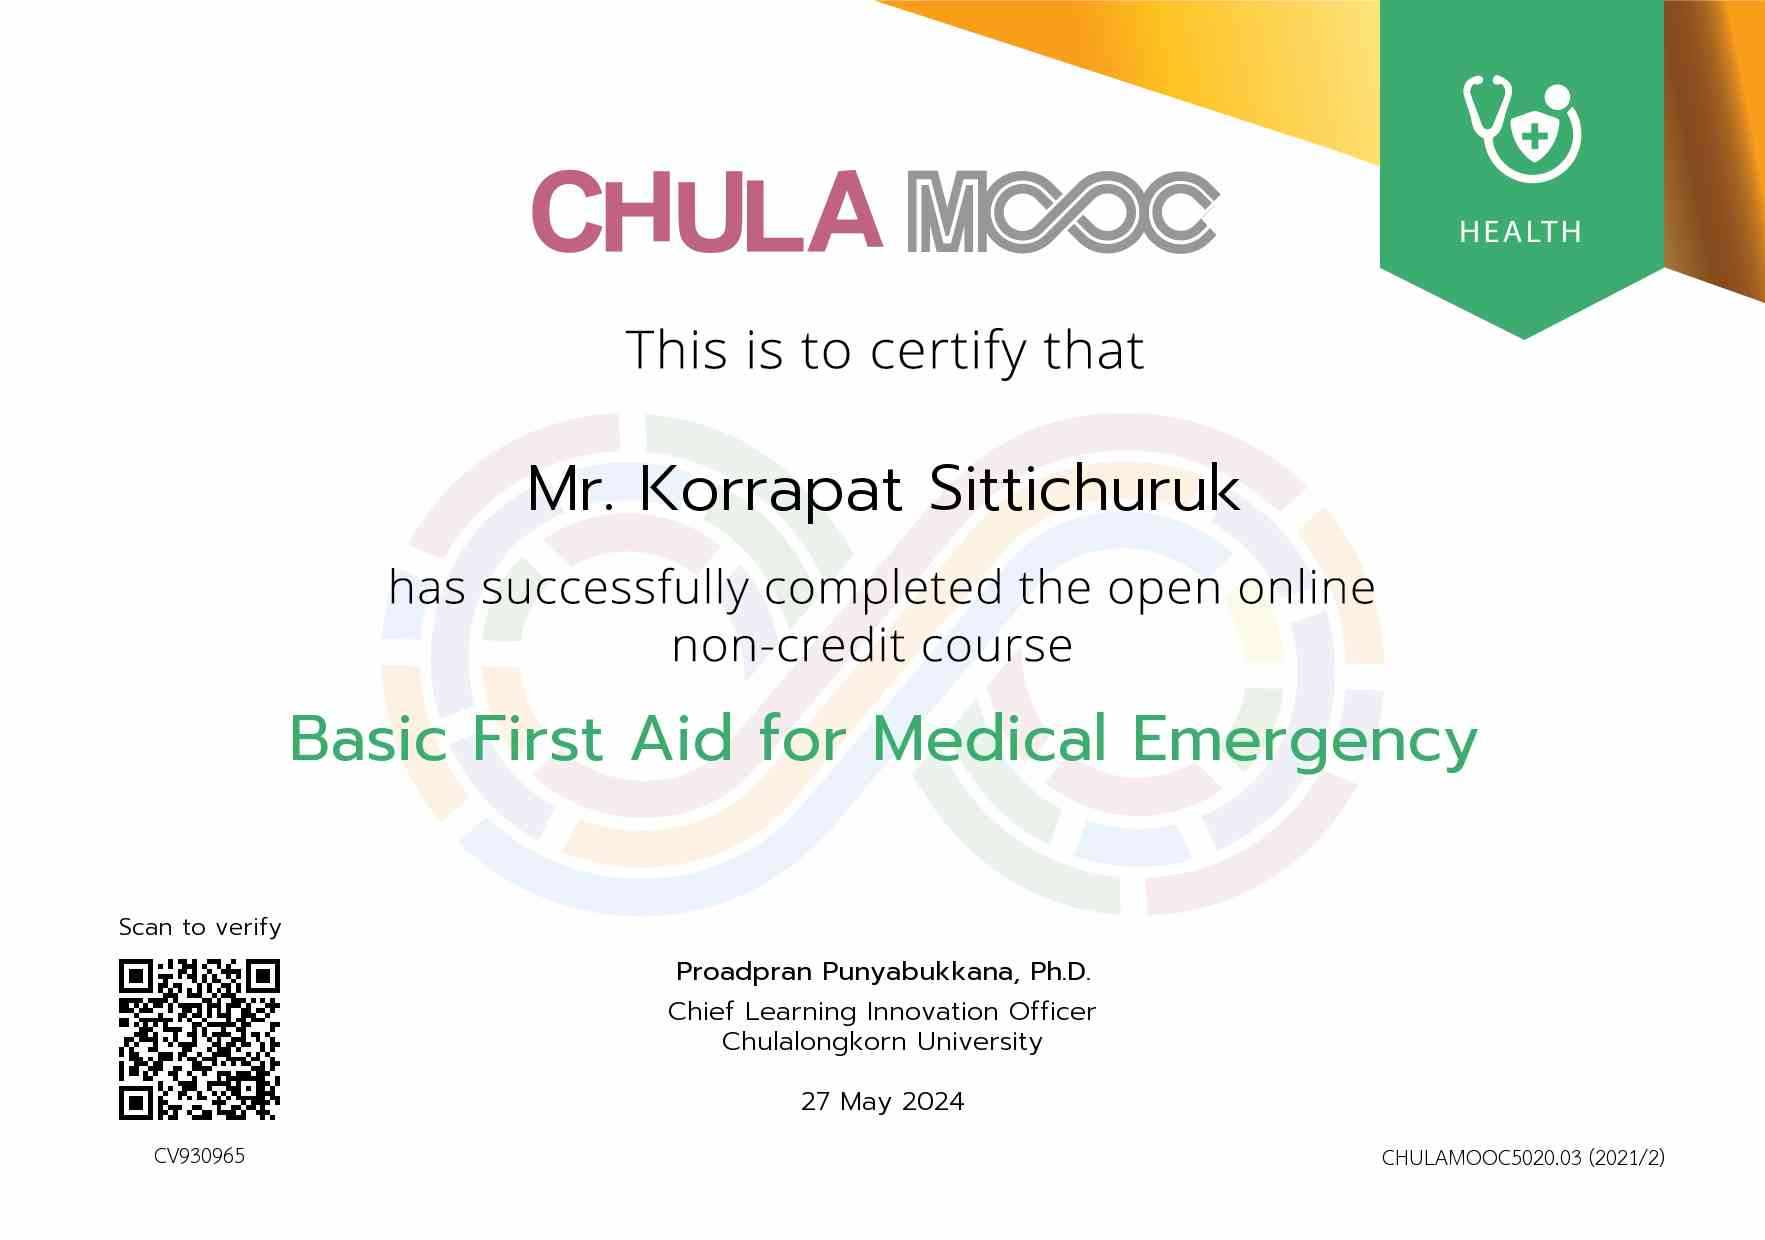 HEALTH
CHULA MOOC
This is to certify that
Mr. Korrapat Sittichuruk
has successfully completed the open online
non-credit course
Basic First Aid for Medical Emergency
Scan to verify
Proadpran Punyabukkana, Ph.D.
Chief Learning Innovation Officer
Chulalongkorn University
27 May 2024
CV930965
CHULAMOOC5020.03 (2021/2)